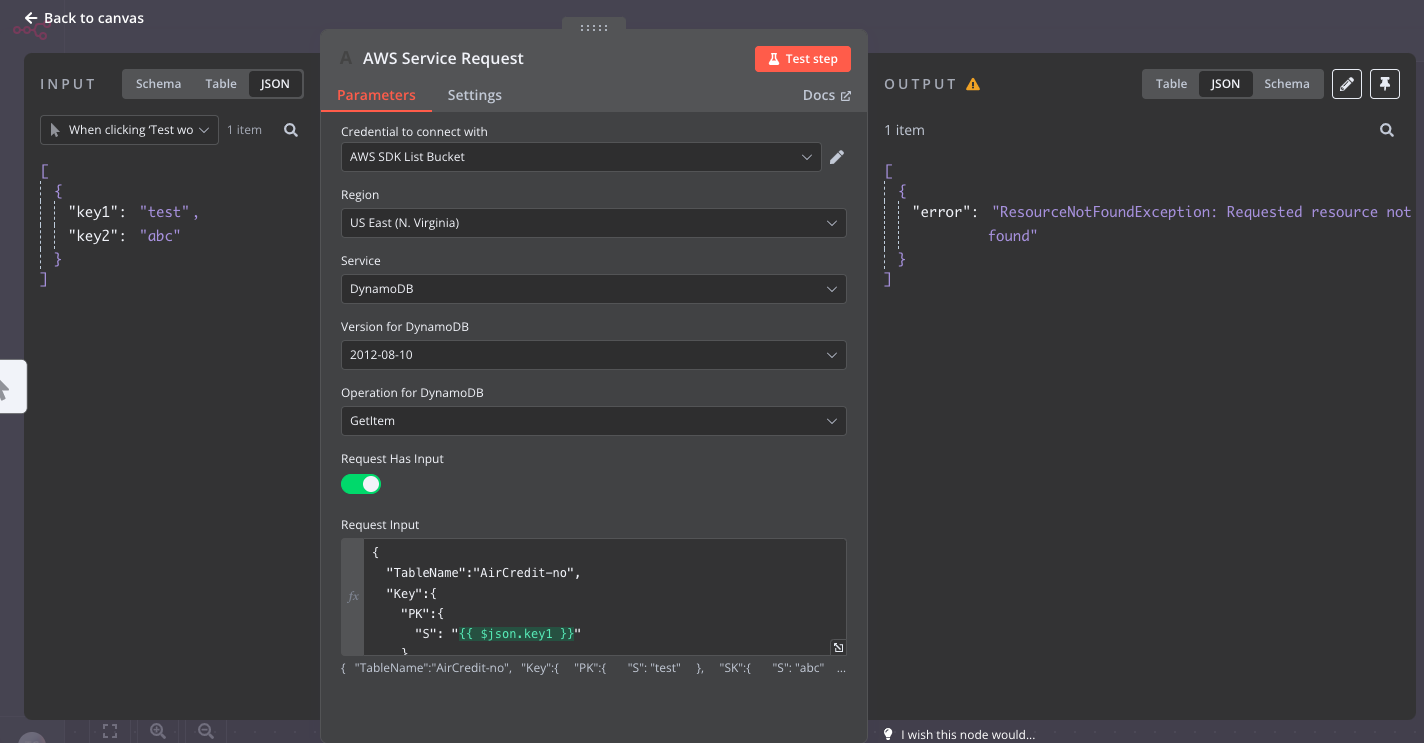 Back to canvas
INPUT
Schema Table JSON
When clicking ‘Test wo
1 item
[
{
"key1": "test",
"key2": "abc"
}
]
A AWS Service Request
Test step
Parameters Settings Docs
Credential to connect with
AWS SDK List Bucket
Region
US East (N. Virginia)
Service
DynamoDB
Version for DynamoDB
2012-08-10
Operation for DynamoDB
GetItem
Request Has Input
Request Input
fx
{
"TableName":"AirCredit-no",
"Key":{
"PK":{
"S": "{{ $json.key1 }}"
}
{ "TableName":"AirCredit-no", "Key":{ "PK":{ "S": "test" }, "SK":{ "S": "abc" ...
OUTPUT
Table JSON Schema
1 item
[
{
"error": "ResourceNotFoundException: Requested resource not
found"
}
]
I wish this node would...